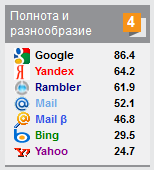 Полнота и
разнообразие
4
Google 86.4
Yandex 64.2
Rambler 61.9
Mail 52.1
Mail β 46.8
Bing 29.5
Yahoo 24.7